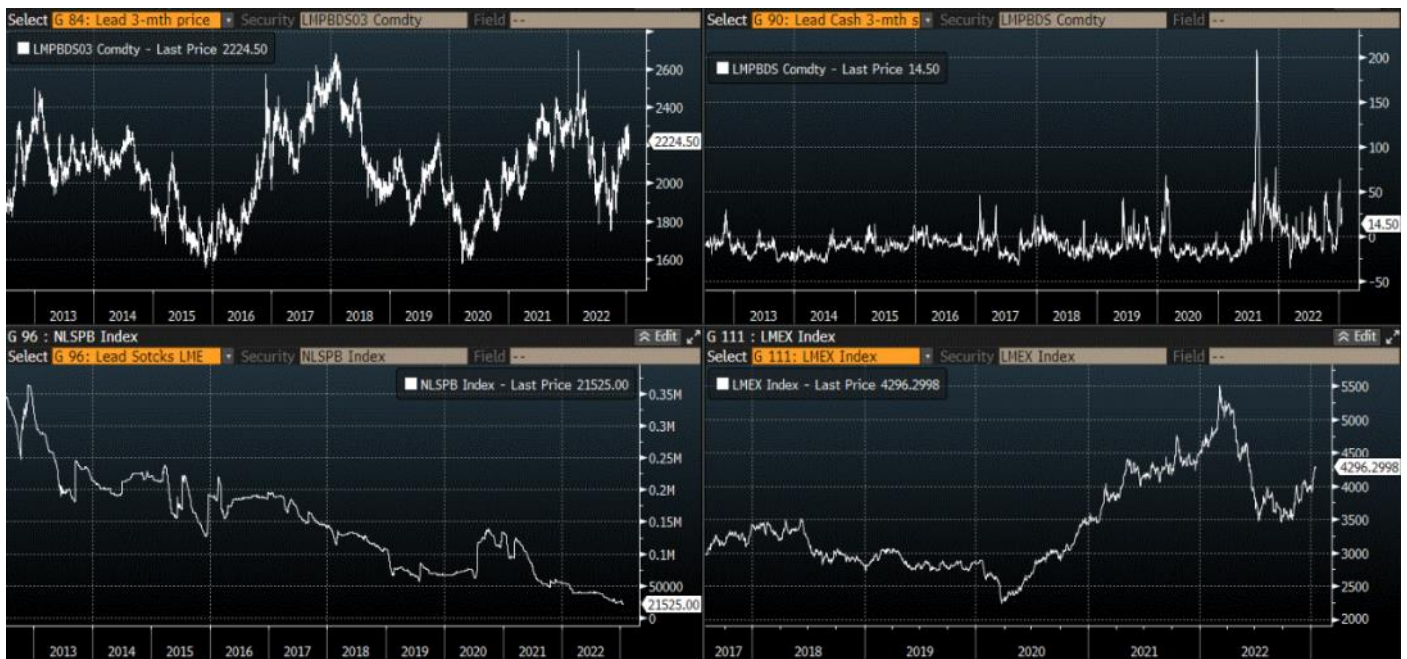 Select G 84: Lead 3-mth price Security LMPBDS03 Comdty Field --
LMPBDS03 Comdty - Last Price 2224.50
2600
2400
2224.50
2000
1800
1600
2013 2014 2015 2016 2017 2018 2019 2020 2021 2022
Select G 90: Lead Cash 3-mth s Security LMPBDS Comdty Field --
LMPBDS Comdty - Last Price 14.50
200
150
100
50
14.50
0
-50
2013 2014 2015 2016 2017 2018 2019 2020 2021 2022
G 96 : NLSPB Index Edit
Select G 96: Lead Sotcks LME Security NLSPB Index Field --
NLSPB Index - Last Price 21525.00
0.35M
0.3M
0.25M
0.2M
0.15M
0.1M
50000
21525.00
0
2013 2014 2015 2016 2017 2018 2019 2020 2021 2022
G 111 : LMEX Index Edit
Select G 111: LMEX Index Security LMEX Index Field --
LMEX Index - Last Price 4296.2998
5500
5000
4500
4296.2998
4000
3500
3000
2500
2000
2017 2018 2019 2020 2021 2022